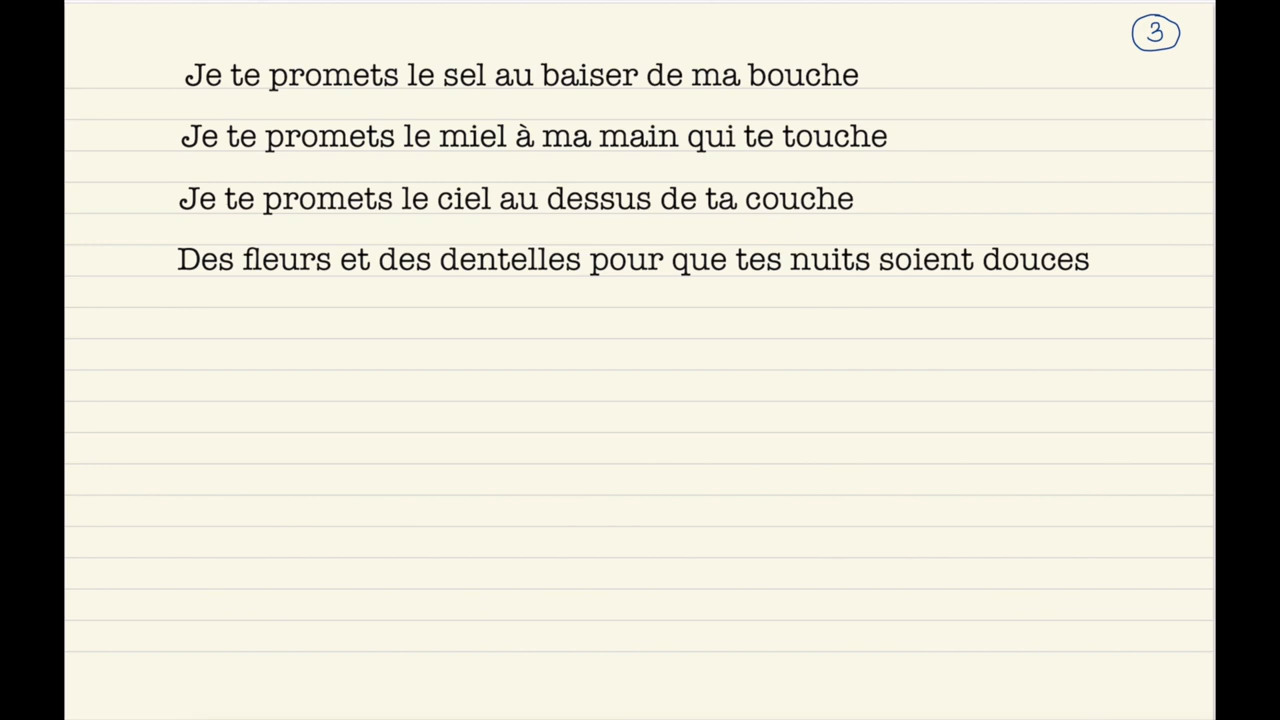 3
Je te promets le sel au baiser de ma bouche
Je te promets le miel à ma main qui te touche
Je te promets le ciel au dessus de ta couche
Des fleurs et des dentelles pour que tes nuits soient douces